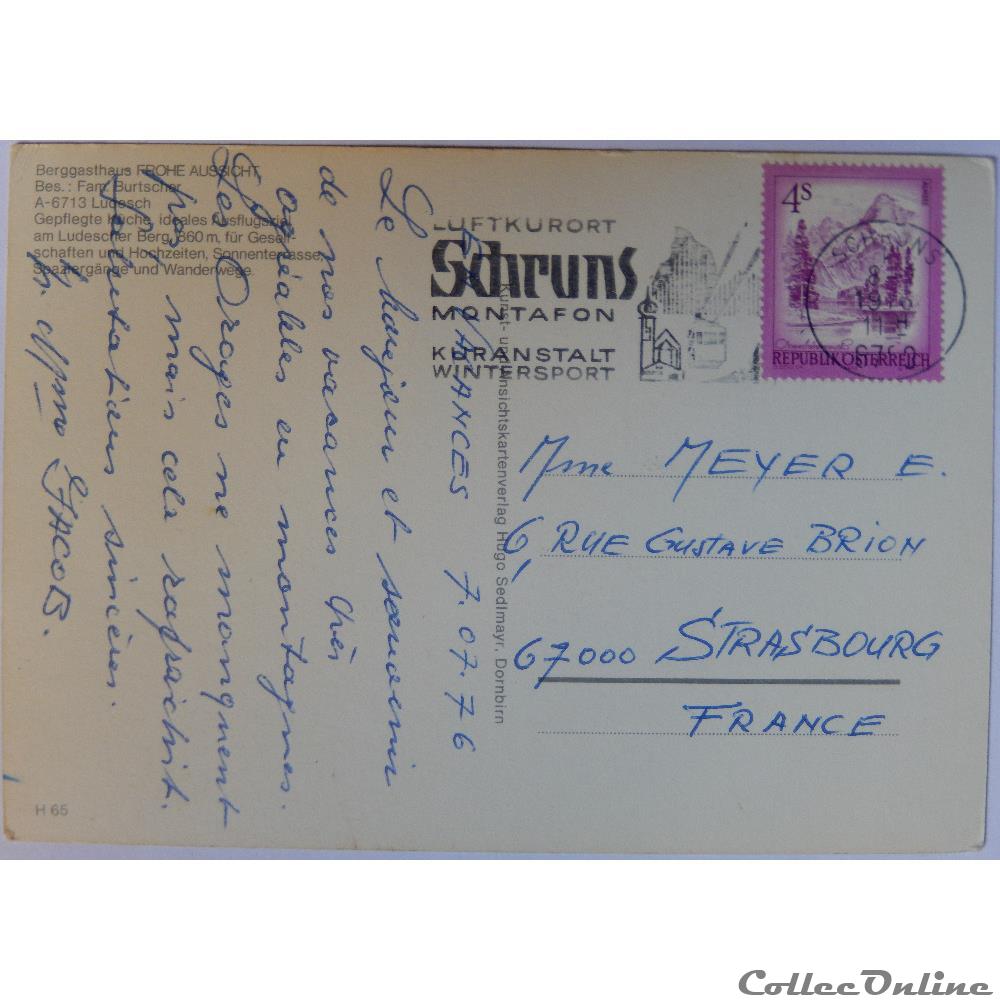 Berggasthaus FROHE AUSSICHT
Bes.: Fam. Burtscher
A-6713 Ludesch
Gepflegte Küche, ideales Ausflugsziel
am Ludescher Berg, 860 m, für Gesell-
schaften und Hochzeiten, Sonnenterrasse,
Spaziergänge und Wanderwege.
H 65
VACANCES 7.07.76
Le bonjour et souvenir
de nos vacances très
agréables en montagnes.
Les Orages ne manquent
pas mais cela rafraichit.
Salutations sincères.
Mme JACOB.
Kunst- und Ansichtskartenverlag Hugo Sedlmayr, Dornbirn
LUFTKURORT
Schruns
MONTAFON
KURANSTALT
WINTERSPORT
4S
REPUBLIK ÖSTERREICH
SCHRUNS
8
11-H
Mme MEYER E.
6, RUE GUSTAVE BRION
67000 STRASBOURG
FRANCE
CollecOnline